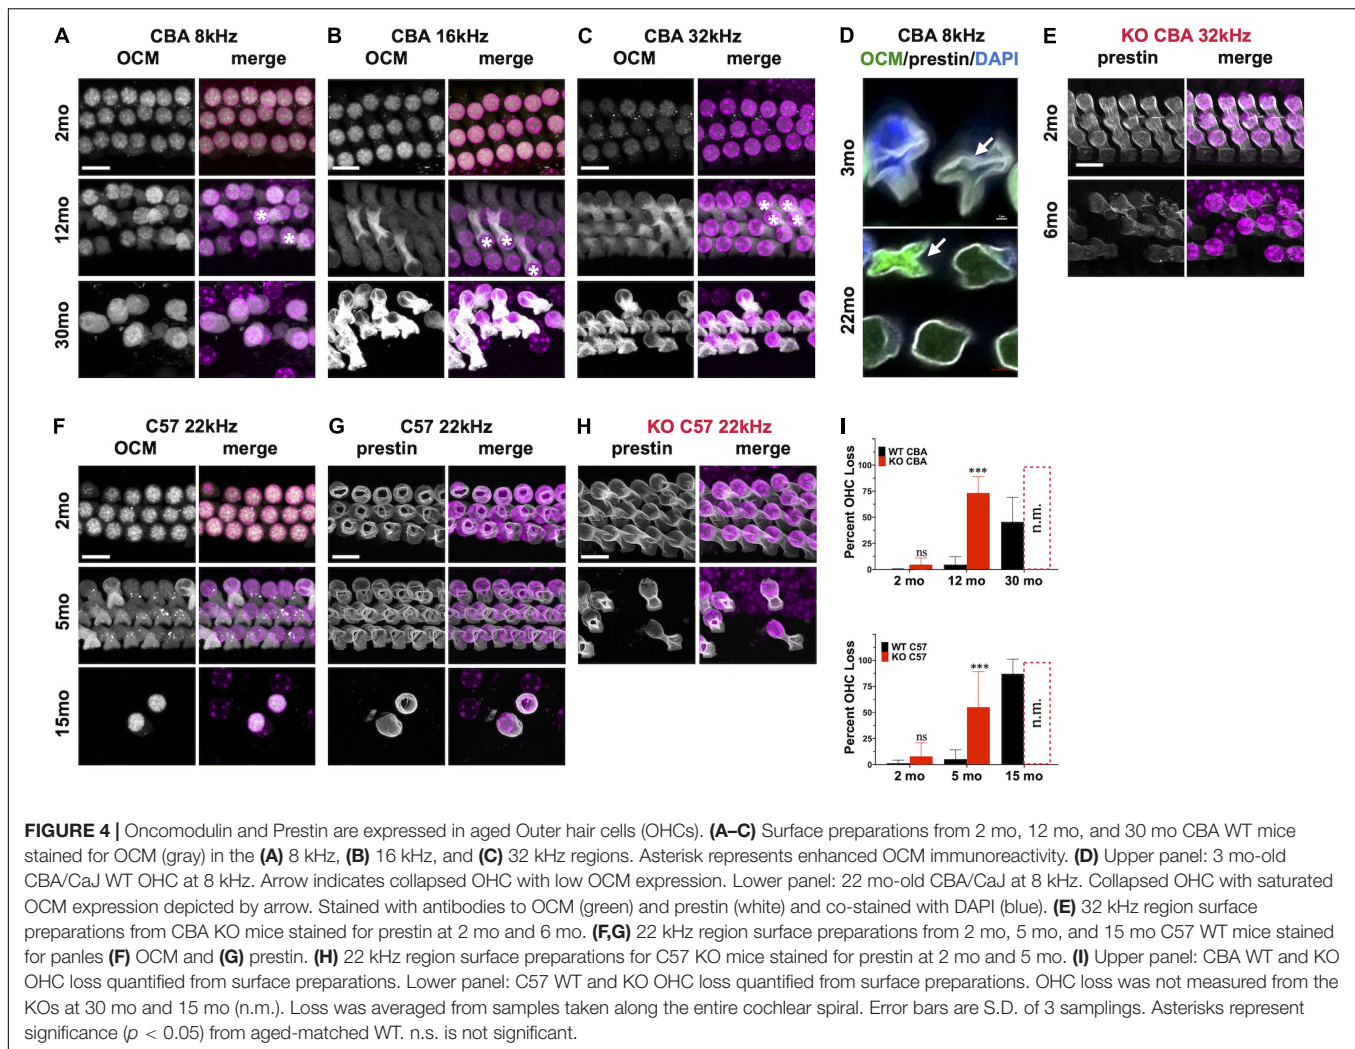 A CBA 8kHz
OCM merge
2mo
12mo
* *
30mo
B CBA 16kHz
OCM merge
* * *
C CBA 32kHz
OCM merge
* * * *
D CBA 8kHz
OCM/prestin/DAPI
3mo
22mo
E KO CBA 32kHz
prestin merge
2mo
6mo
F C57 22kHz
OCM merge
2mo
5mo
15mo
G C57 22kHz
prestin merge
H KO C57 22kHz
prestin merge
I
WT CBA
KO CBA
Percent OHC Loss
100
75
50
25
0
ns
***
n.m.
2 mo 12 mo 30 mo
WT C57
KO C57
Percent OHC Loss
100
75
50
25
0
ns
***
n.m.
2 mo 5 mo 15 mo
FIGURE 4 | Oncomodulin and Prestin are expressed in aged Outer hair cells (OHCs). (A–C) Surface preparations from 2 mo, 12 mo, and 30 mo CBA WT mice
stained for OCM (gray) in the (A) 8 kHz, (B) 16 kHz, and (C) 32 kHz regions. Asterisk represents enhanced OCM immunoreactivity. (D) Upper panel: 3 mo-old
CBA/CaJ WT OHC at 8 kHz. Arrow indicates collapsed OHC with low OCM expression. Lower panel: 22 mo-old CBA/CaJ at 8 kHz. Collapsed OHC with saturated
OCM expression depicted by arrow. Stained with antibodies to OCM (green) and prestin (white) and co-stained with DAPI (blue). (E) 32 kHz region surface
preparations from CBA KO mice stained for prestin at 2 mo and 6 mo. (F,G) 22 kHz region surface preparations from 2 mo, 5 mo, and 15 mo C57 WT mice stained
for panles (F) OCM and (G) prestin. (H) 22 kHz region surface preparations for C57 KO mice stained for prestin at 2 mo and 5 mo. (I) Upper panel: CBA WT and KO
OHC loss quantified from surface preparations. Lower panel: C57 WT and KO OHC loss quantified from surface preparations. OHC loss was not measured from the
KOs at 30 mo and 15 mo (n.m.). Loss was averaged from samples taken along the entire cochlear spiral. Error bars are S.D. of 3 samplings. Asterisks represent
significance (p < 0.05) from aged-matched WT. n.s. is not significant.